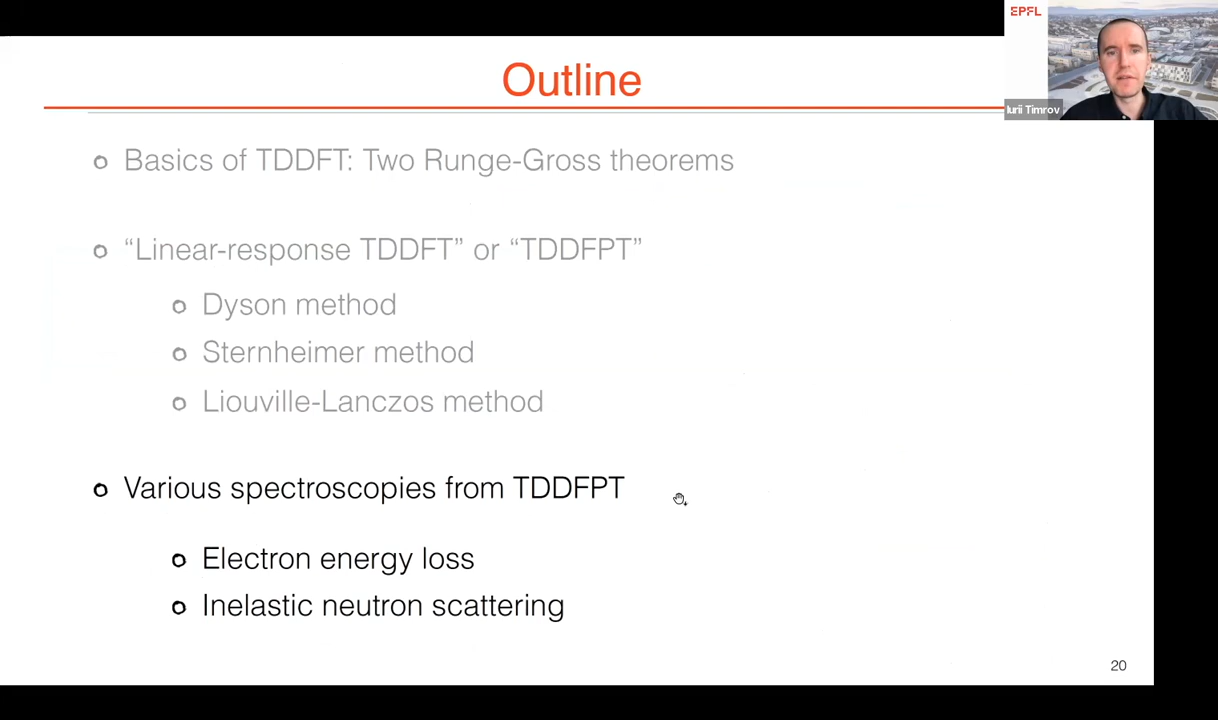 EPFL
Iurii Timrov
Outline
Basics of TDDFT: Two Runge-Gross theorems
“Linear-response TDDFT” or “TDDFPT”
Dyson method
Sternheimer method
Liouville-Lanczos method
Various spectroscopies from TDDFPT
Electron energy loss
Inelastic neutron scattering
20